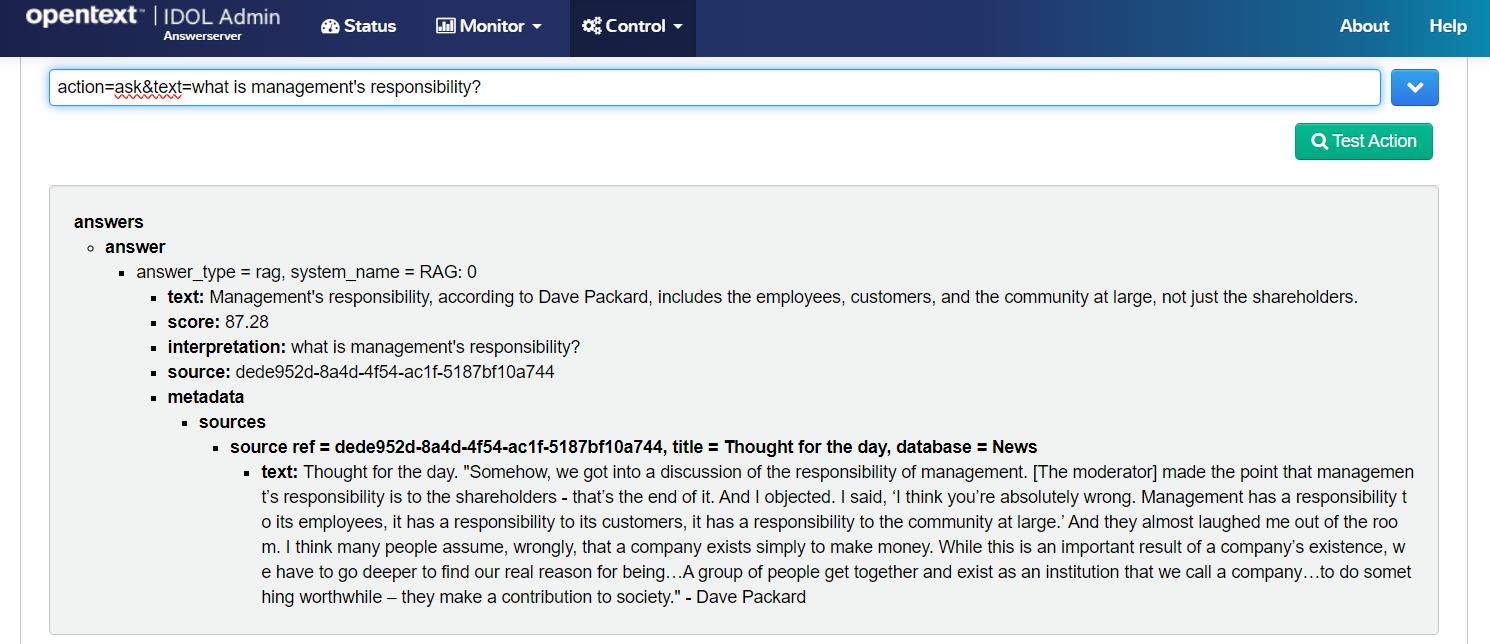 opentext™ | IDOL Admin
Answerserver
Status
Monitor
Control
About
Help
action=ask&text=what is management's responsibility?
Test Action
answers
answer
answer_type = rag, system_name = RAG: 0
text: Management's responsibility, according to Dave Packard, includes the employees, customers, and the community at large, not just the shareholders.
score: 87.28
interpretation: what is management's responsibility?
source: dede952d-8a4d-4f54-ac1f-5187bf10a744
metadata
sources
source ref = dede952d-8a4d-4f54-ac1f-5187bf10a744, title = Thought for the day, database = News
text: Thought for the day. "Somehow, we got into a discussion of the responsibility of management. [The moderator] made the point that managemen
t’s responsibility is to the shareholders - that’s the end of it. And I objected. I said, ‘I think you’re absolutely wrong. Management has a responsibility t
o its employees, it has a responsibility to its customers, it has a responsibility to the community at large.’ And they almost laughed me out of the roo
m. I think many people assume, wrongly, that a company exists simply to make money. While this is an important result of a company’s existence, w
e have to go deeper to find our real reason for being…A group of people get together and exist as an institution that we call a company…to do somet
hing worthwhile – they make a contribution to society." - Dave Packard